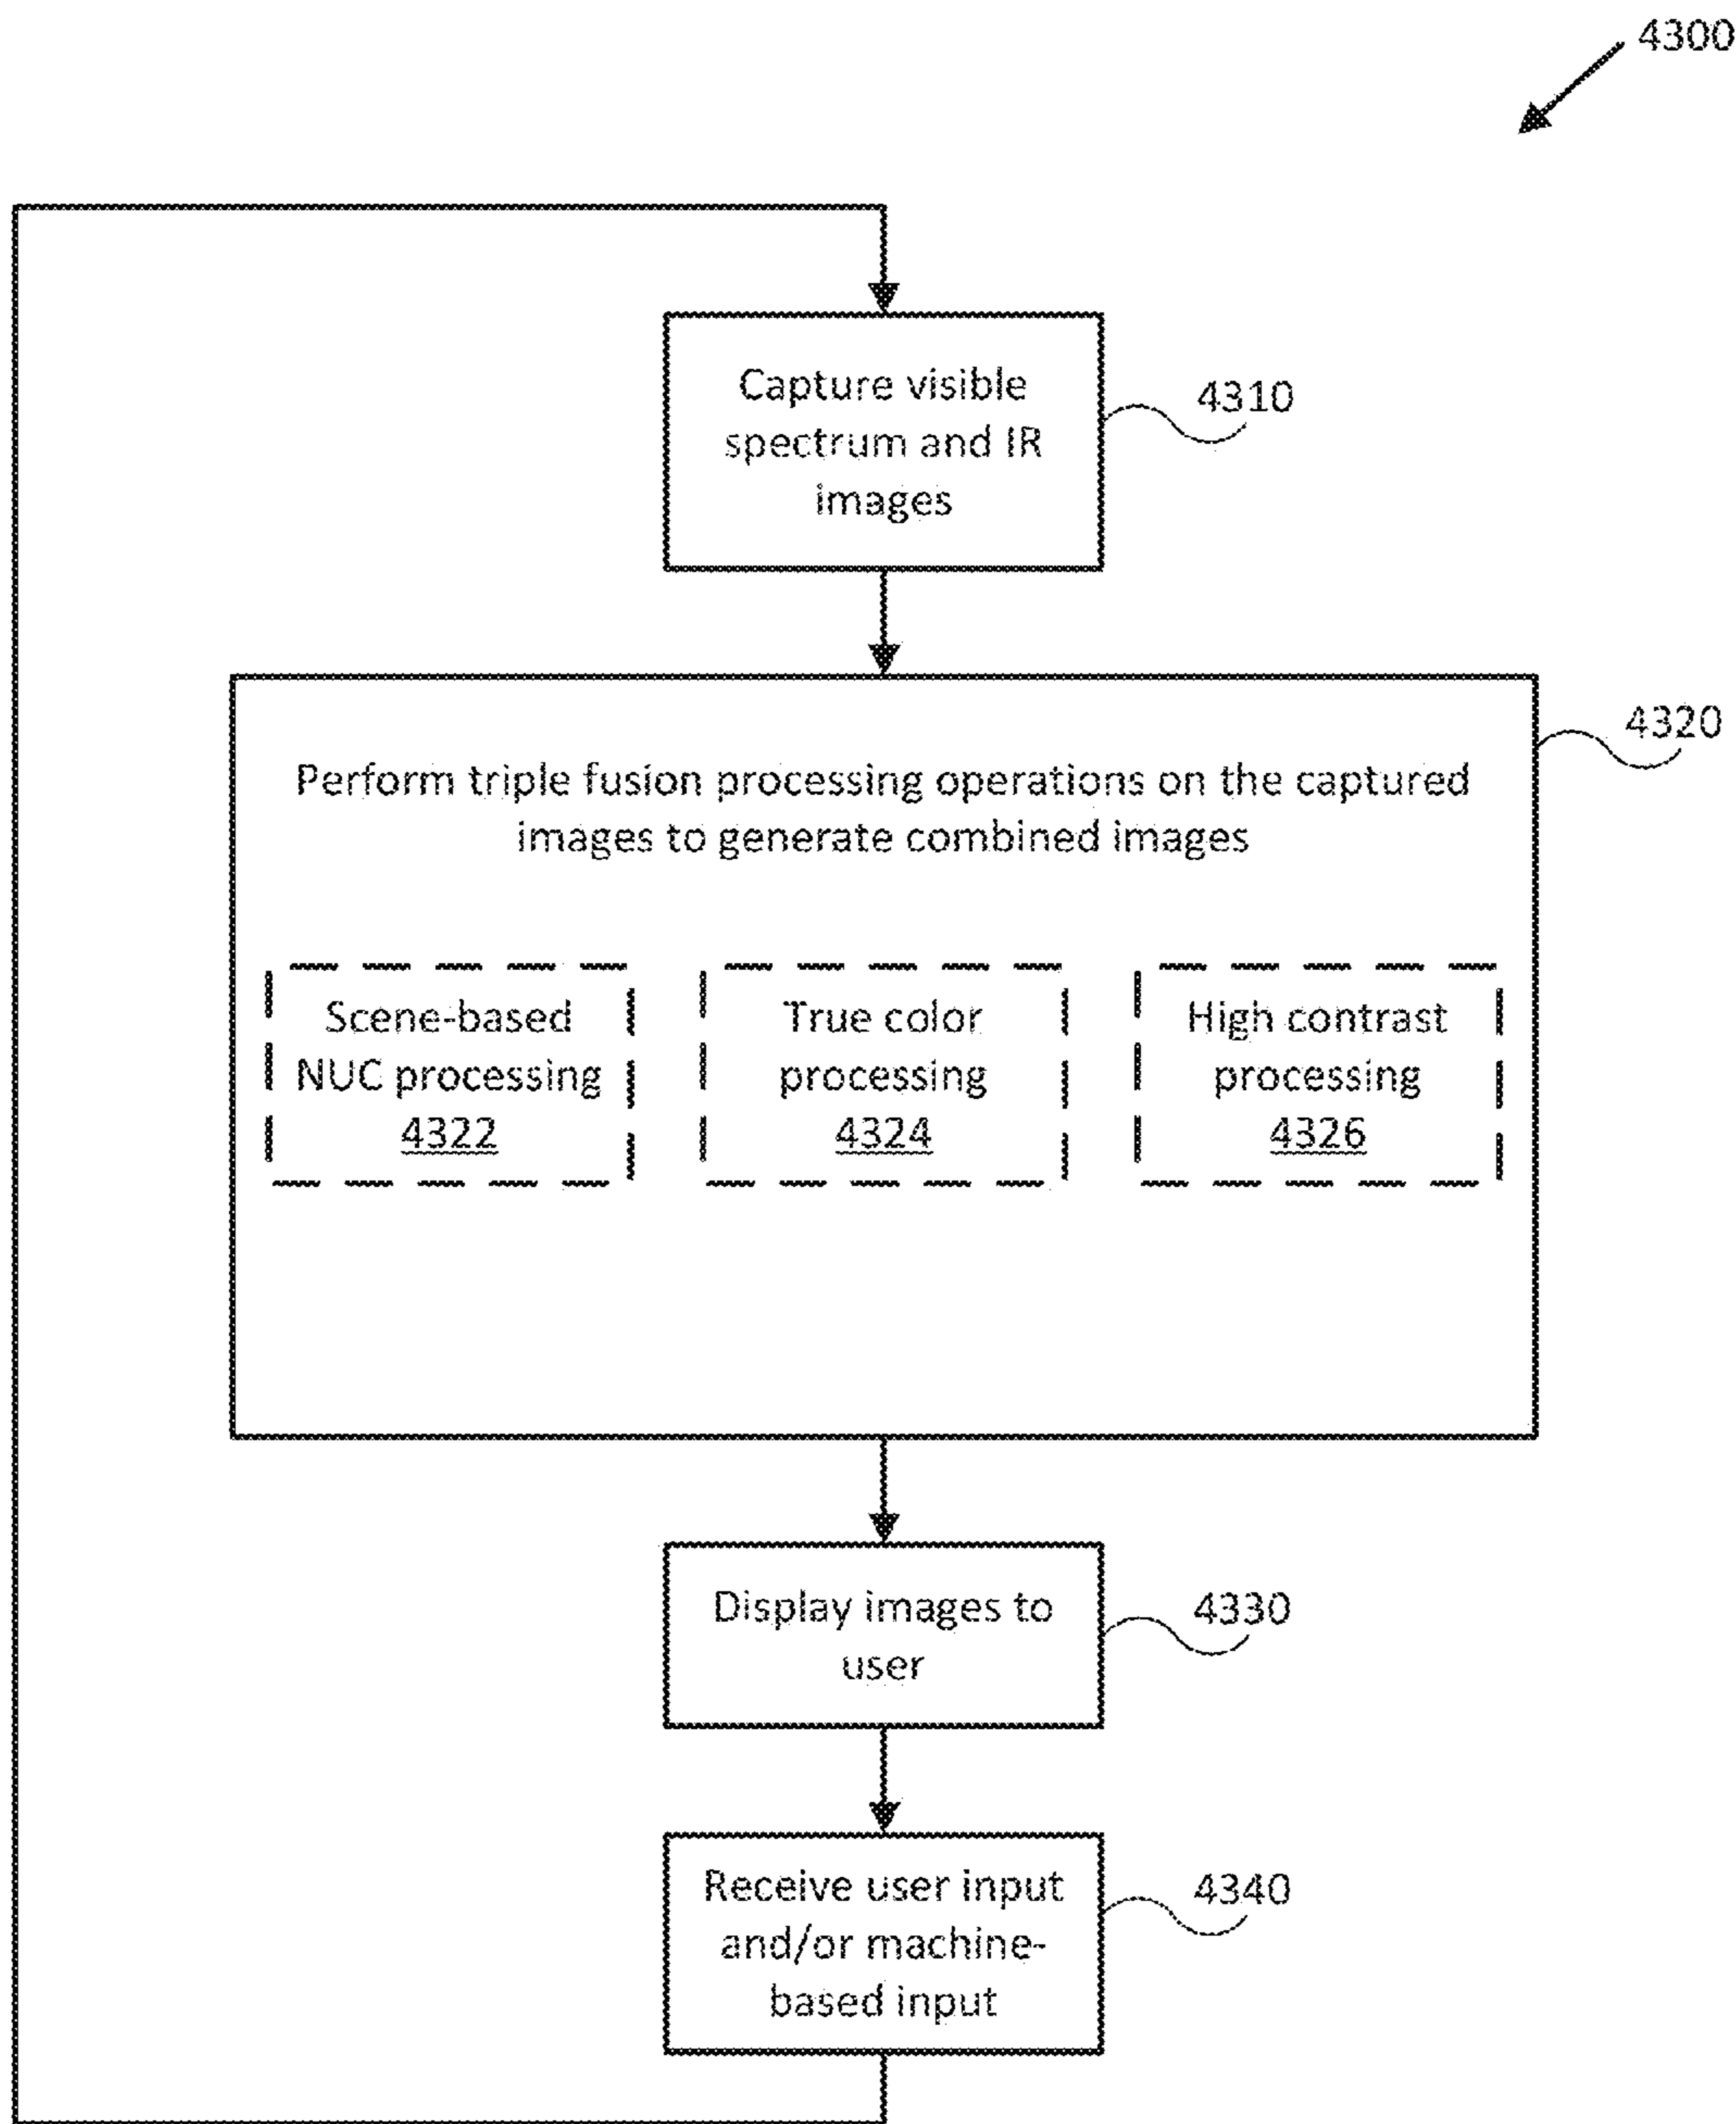 4300
Capture visible
spectrum and IR
images
4310
4320
Perform triple fusion processing operations on the captured
images to generate combined images
Scene-based
NUC processing
4322
True color
processing
4324
High contrast
processing
4326
Display images to
user
4330
Receive user input
and/or machine-
based input
4340